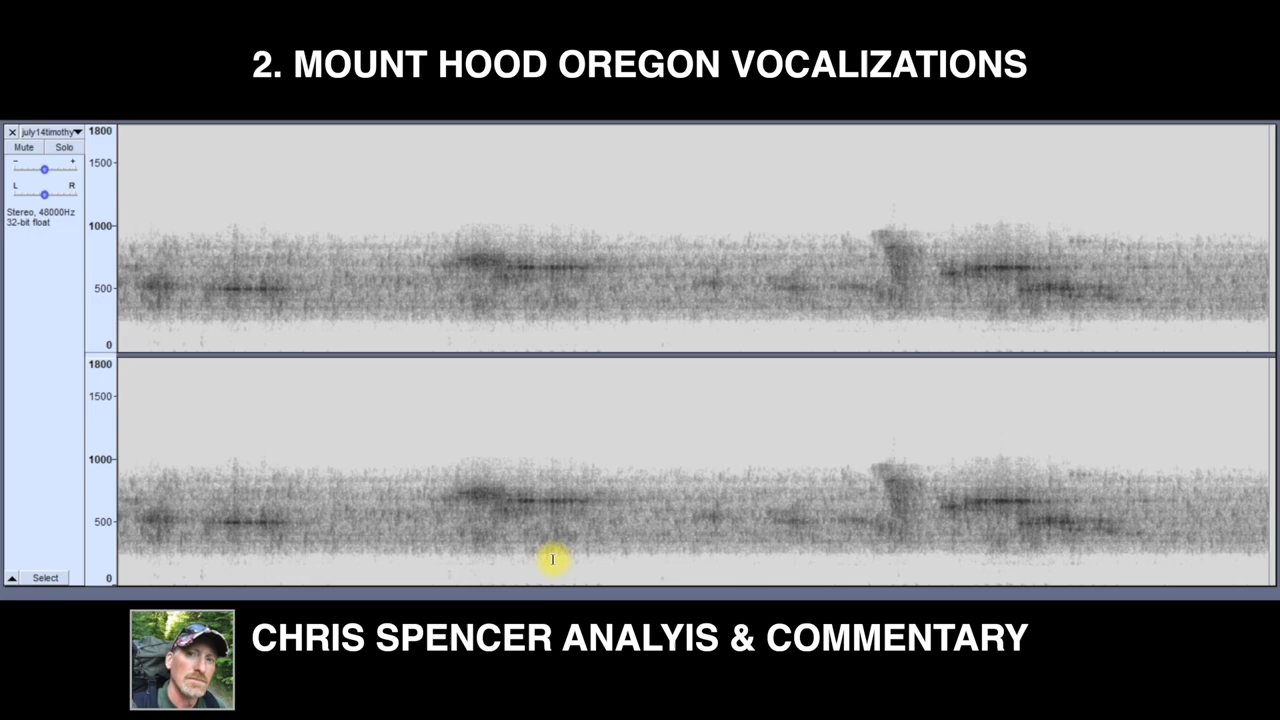 2. MOUNT HOOD OREGON VOCALIZATIONS
july14timothy
Mute Solo
- +
L R
Stereo, 48000Hz
32-bit float
1800
1500
1000
500
0
1800
1500
1000
500
0
Select
CHRIS SPENCER ANALYIS & COMMENTARY